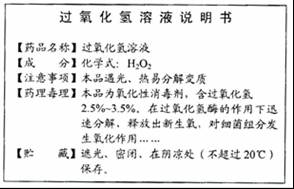 过氧化氢溶液说明书
【药品名称】过氧化氢溶液
【成 分】化学式:H₂O₂
【注意事项】本品遇光、热易分解变质
【药理毒理】本品为氧化性消毒剂,含过氧化氢
2.5%~3.5%。在过氧化氢酶的作用下迅
速分解,释放出新生氧,对细菌组分发
生氧化作用……
【贮 藏】遮光、密闭,在阴凉处(不超过20℃)
保存。